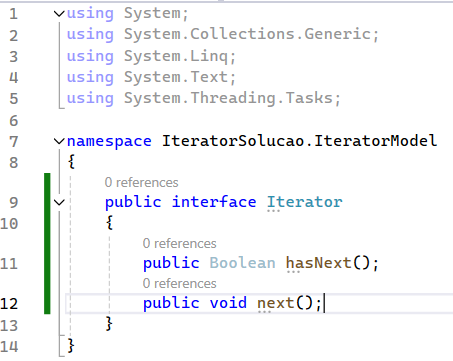 1 using System;
2 using System.Collections.Generic;
3 using System.Linq;
4 using System.Text;
5 using System.Threading.Tasks;
6
7 namespace IteratorSolucao.IteratorModel
8 {
0 references
9 public interface Iterator
10 {
0 references
11 public Boolean hasNext();
0 references
12 public void next();
13 }
14 }